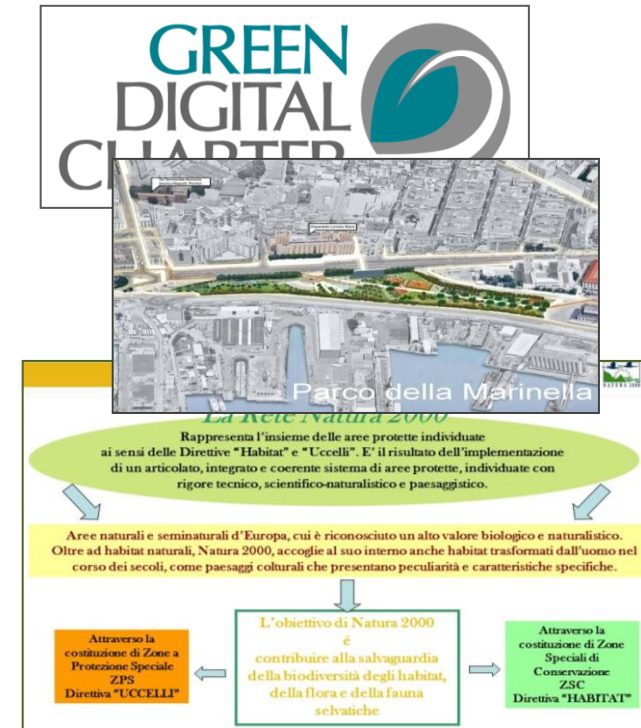 GREEN
DIGITAL
CHARTER
Parco della Marinella
NATURA 2000
La Rete Natura 2000
Rappresenta l’insieme delle aree protette individuate
ai sensi delle Direttive “Habitat” e “Uccelli”. E’ il risultato dell’implementazione
di un articolato, integrato e coerente sistema di aree protette, individuate con
rigore tecnico, scientifico-naturalistico e paesaggistico.
Aree naturali e seminaturali d’Europa, cui è riconosciuto un alto valore biologico e naturalistico.
Oltre ad habitat naturali, Natura 2000, accoglie al suo interno anche habitat trasformati dall’uomo nel
corso dei secoli, come paesaggi colturali che presentano peculiarità e caratteristiche specifiche.
Attraverso la
costituzione di Zone a
Protezione Speciale
ZPS
Direttiva “UCCELLI”
L’obiettivo di Natura 2000
é
contribuire alla salvaguardia
della biodiversità degli habitat,
della flora e della fauna
selvatiche
Attraverso la
costituzione di Zone
Speciali di
Conservazione
ZSC
Direttiva “HABITAT”